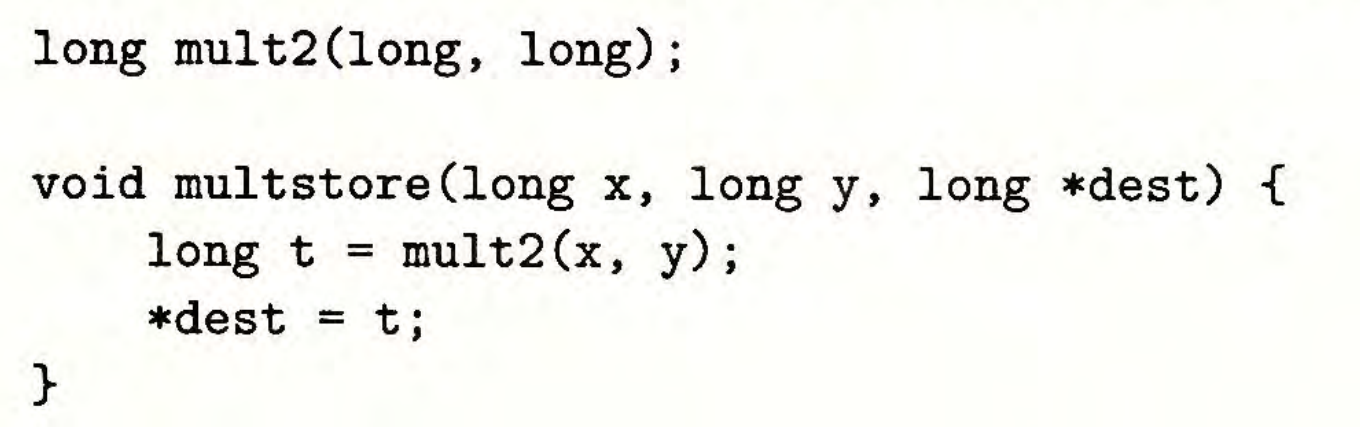 long mult2(long, long);
void multstore(long x, long y, long *dest) {
    long t = mult2(x, y);
    *dest = t;
}